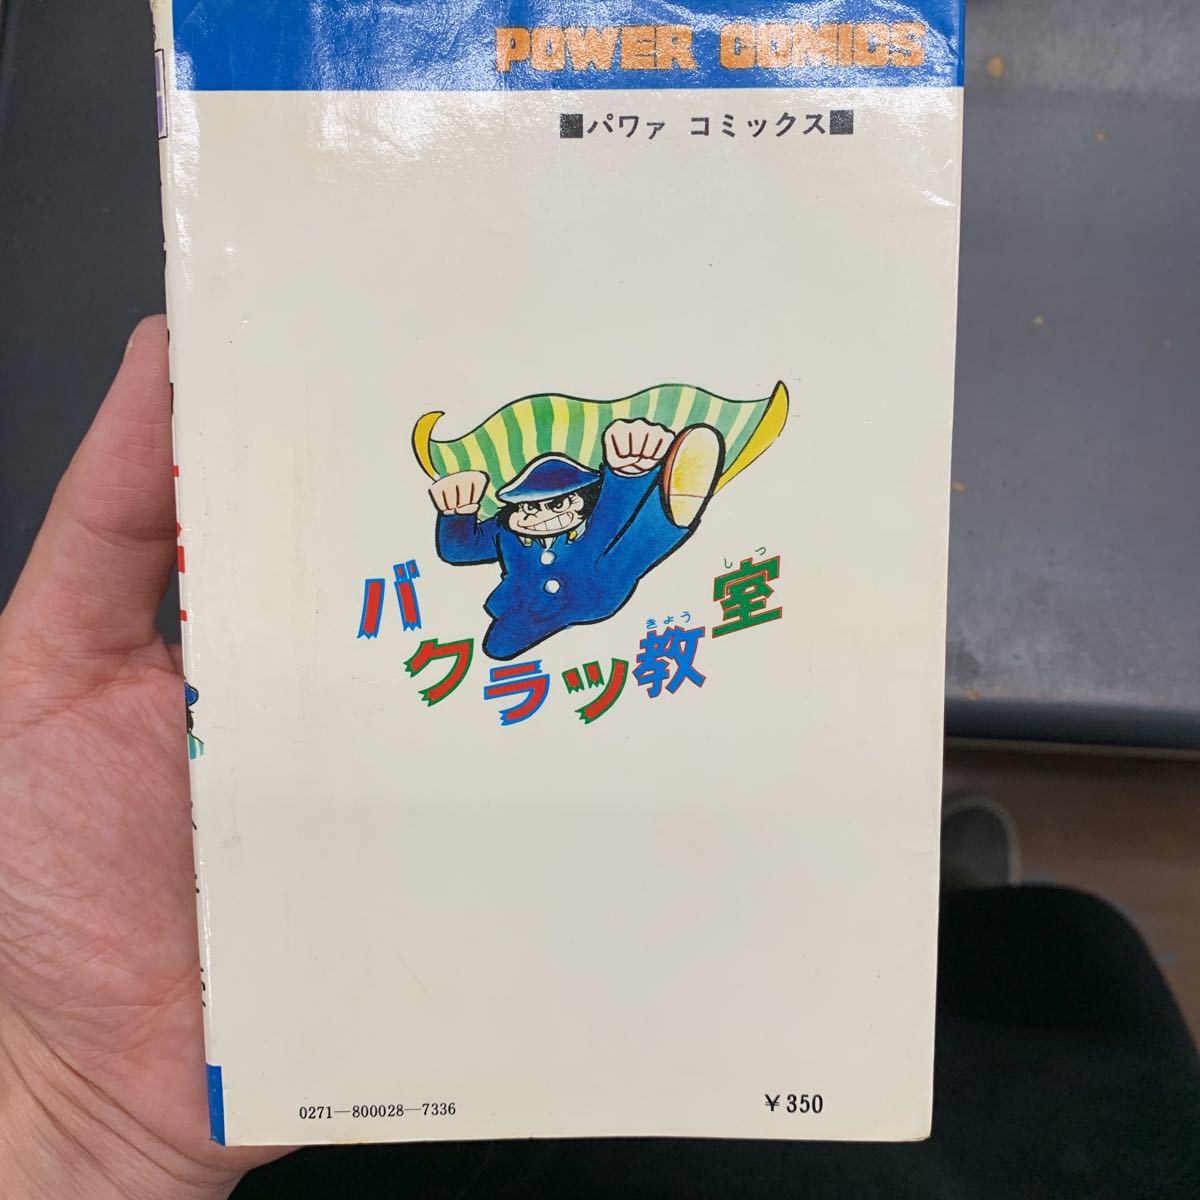 POWER COMICS
■パワァ コミックス■
バクラツ教室
きょう
しつ
0271—800028—7336
￥350